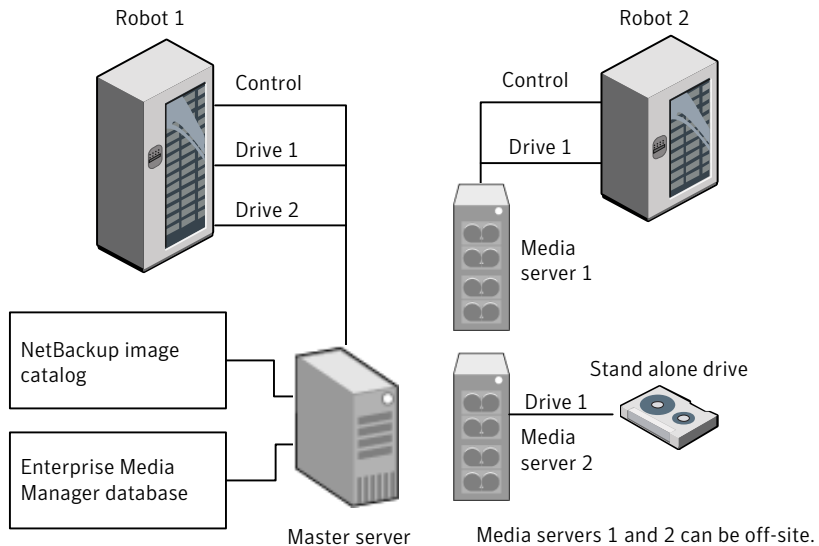 Robot 1
Robot 2
Control
Drive 1
Drive 2
Control
Drive 1
Media
server 1
NetBackup image
catalog
Enterprise Media
Manager database
Master server
Stand alone drive
Drive 1
Media
server 2
Media servers 1 and 2 can be off-site.